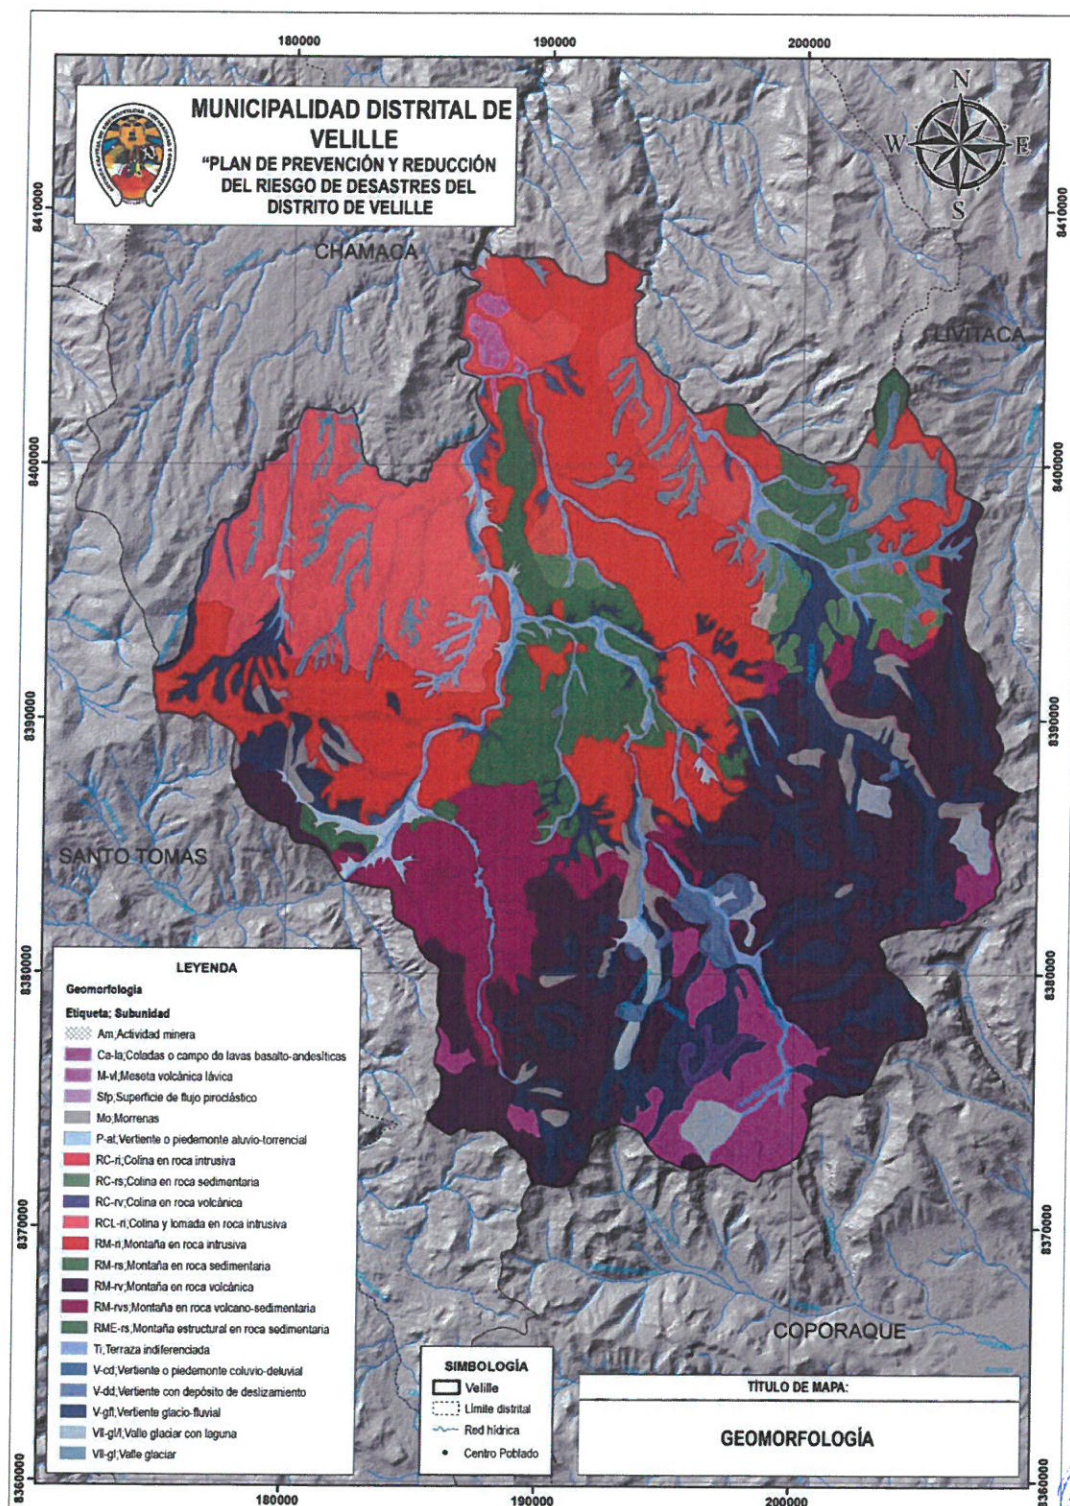 180000
190000
200000
MUNICIPALIDAD DISTRITAL DE
VELILLE
"PLAN DE PREVENCIÓN Y REDUCCIÓN
DEL RIESGO DE DESASTRES DEL
DISTRITO DE VELILLE
N
W
E
S
8410000
8410000
CHAMACA
LIVITACA
8400000
8400000
8390000
8390000
SANTO TOMAS
8380000
8380000
LEYENDA
Geomorfologia
Etiqueta; Subunidad
Am;Actividad minera
Ca-la;Coladas o campo de lavas basalto-andesíticas
M-vl;Meseta volcánica lávica
Sfp;Superficie de flujo piroclástico
Mo;Morrenas
P-at;Vertiente o piedemonte aluvio-torrencial
RC-ri;Colina en roca intrusiva
RC-rs;Colina en roca sedimentaria
RC-rv;Colina en roca volcánica
RCL-ri;Colina y lomada en roca intrusiva
RM-ri;Montaña en roca intrusiva
RM-rs;Montaña en roca sedimentaria
RM-rv;Montaña en roca volcánica
RM-rvs;Montaña en roca volcano-sedimentaria
RME-rs;Montaña estructural en roca sedimentaria
Ti;Terraza indiferenciada
V-cd;Vertiente o piedemonte coluvio-deluvial
V-dd;Vertiente con depósito de deslizamiento
V-gfl;Vertiente glacio-fluvial
Vll-gl/l;Valle glaciar con laguna
Vll-gl;Valle glaciar
8370000
8370000
COPORAQUE
SIMBOLOGÍA
Velille
Límite distrital
Red hídrica
Centro Poblado
TÍTULO DE MAPA:
GEOMORFOLOGÍA
8360000
8360000
180000
190000
200000